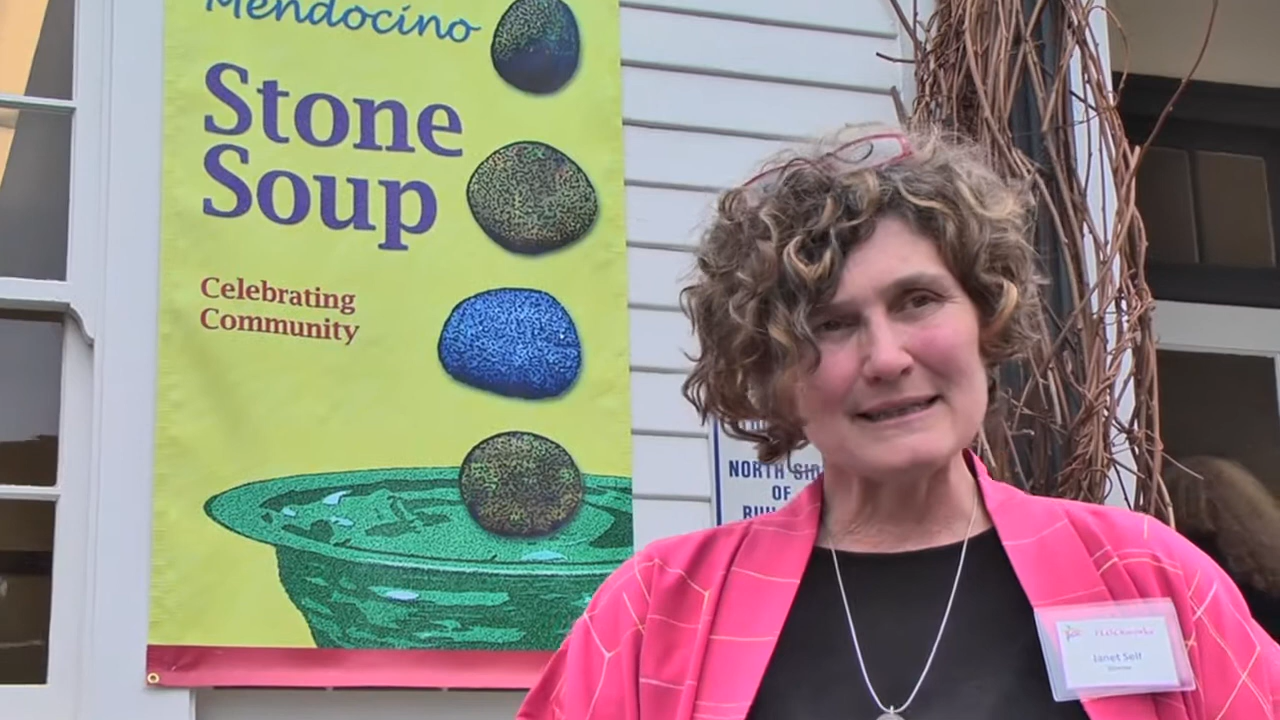 Mendocino
Stone
Soup
Celebrating
Community
NORTH SIDE
OF
Janet Self